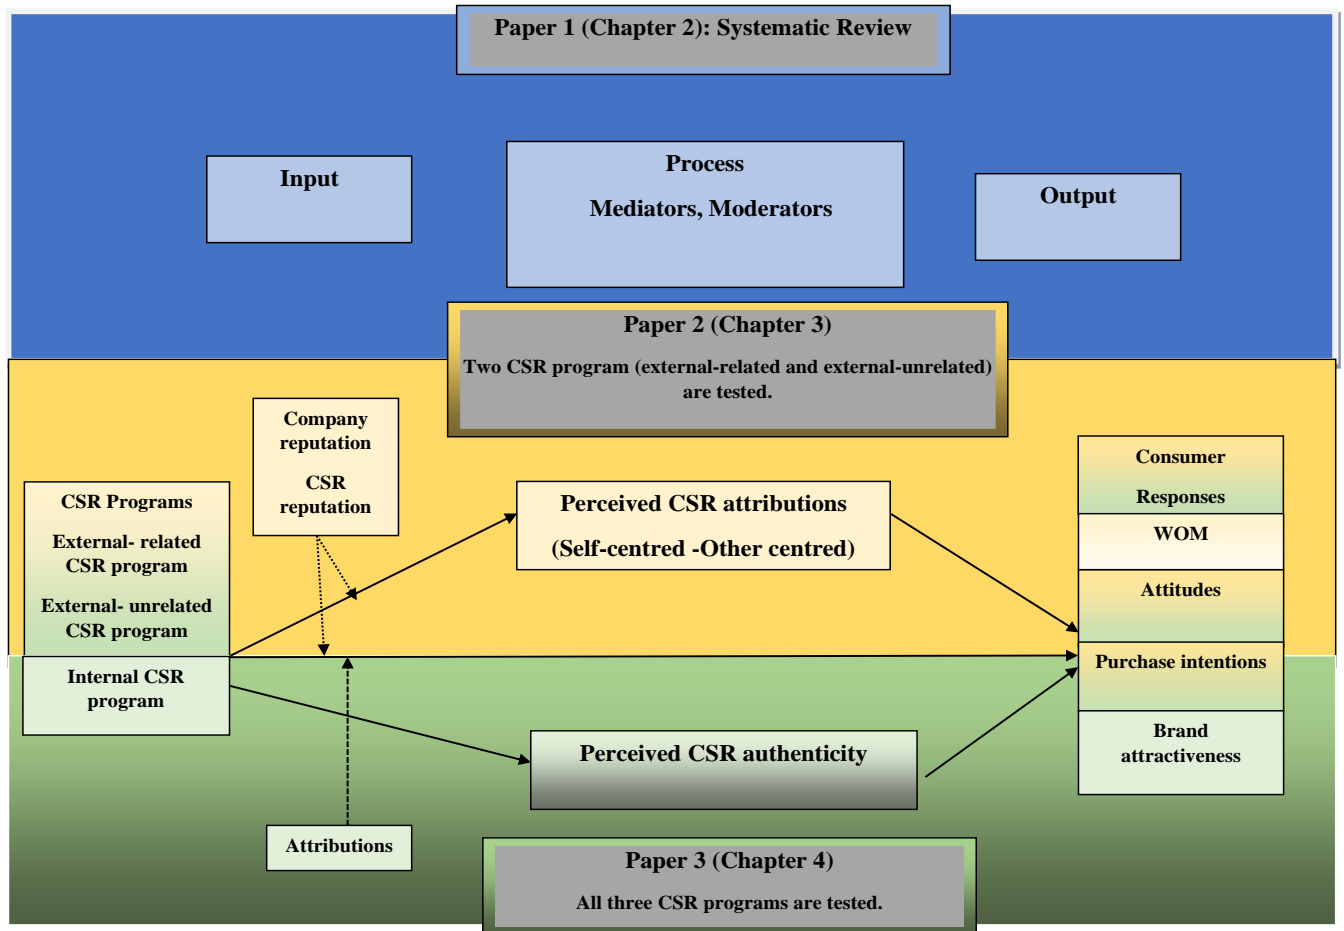 Paper 1 (Chapter 2): Systematic Review
Input
Process
Mediators, Moderators
Output
Paper 2 (Chapter 3)
Two CSR program (external-related and external-unrelated)
are tested.
Company
reputation
CSR
reputation
CSR Programs
External- related
CSR program
External- unrelated
CSR program
Internal CSR
program
Perceived CSR attributions
(Self-centred -Other centred)
Consumer
Responses
WOM
Attitudes
Purchase intentions
Brand
attractiveness
Perceived CSR authenticity
Attributions
Paper 3 (Chapter 4)
All three CSR programs are tested.